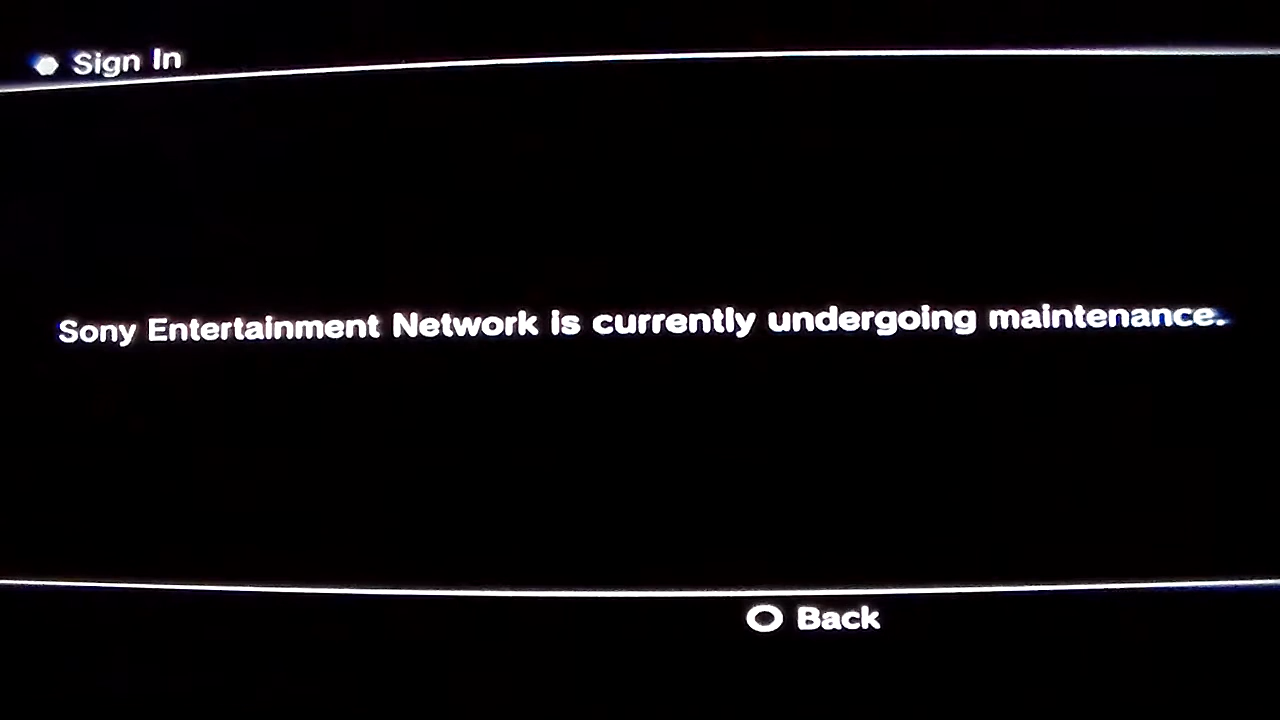 Sign In
Sony Entertainment Network is currently undergoing maintenance.
Back